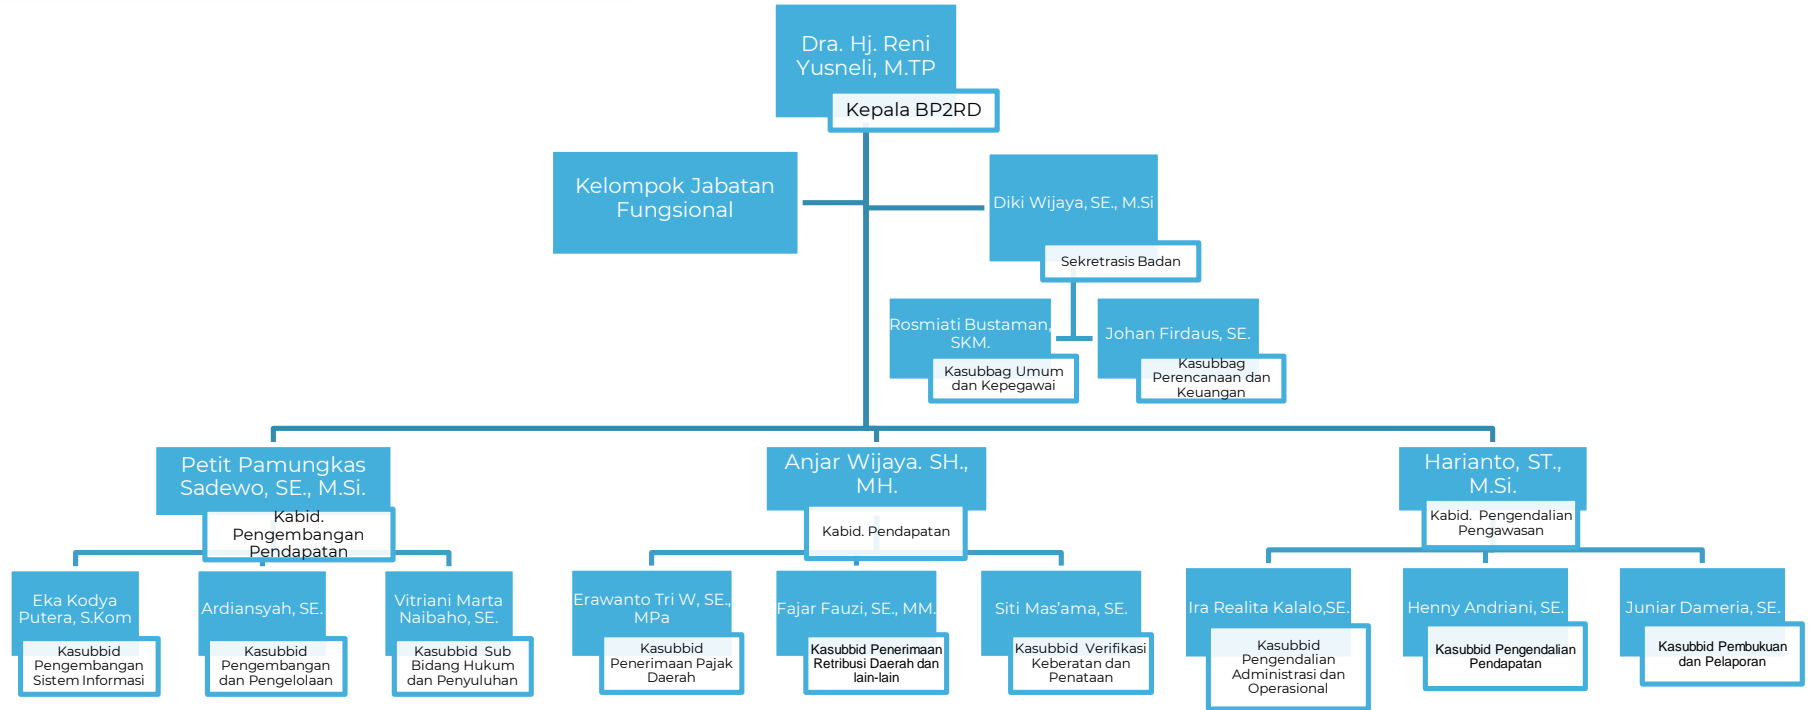 Dra. Hj. Reni
Yusneli, M.TP
Kepala BP2RD
Kelompok Jabatan
Fungsional
Diki Wijaya, SE., M.Si
Sekretrasis Badan
Rosmiati Bustaman,
SKM.
Kasubbag Umum
dan Kepegawai
Johan Firdaus, SE.
Kasubbag
Perencanaan dan
Keuangan
Petit Pamungkas
Sadewo, SE., M.Si.
Kabid.
Pengembangan
Pendapatan
Anjar Wijaya. SH.,
MH.
Kabid. Pendapatan
Harianto, ST.,
M.Si.
Kabid. Pengendalian
Pengawasan
Eka Kodya
Putera, S.Kom
Kasubbid
Pengembangan
Sistem Informasi
Ardiansyah, SE.
Kasubbid
Pengembangan
dan Pengelolaan
Vitriani Marta
Naibaho, SE.
Kasubbid Sub
Bidang Hukum
dan Penyuluhan
Erawanto Tri W, SE.,
MPa
Kasubbid
Penerimaan Pajak
Daerah
Fajar Fauzi, SE., MM.
Kasubbid Penerimaan
Retribusi Daerah dan
lain-lain
Siti Mas'ama, SE.
Kasubbid Verifikasi
Keberatan dan
Penataan
Ira Realita Kalalo,SE.
Kasubbid
Pengendalian
Administrasi dan
Operasional
Henny Andriani, SE.
Kasubbid Pengendalian
Pendapatan
Juniar Dameria, SE.
Kasubbid Pembukuan
dan Pelaporan